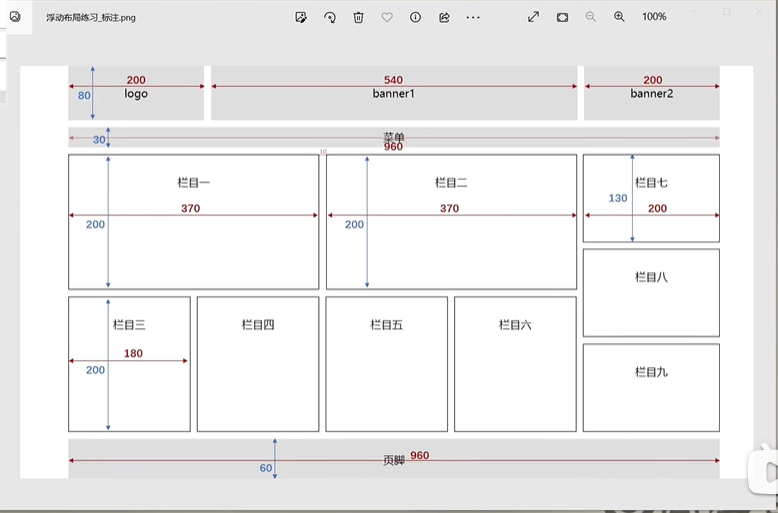 浮动布局练习_标注.png
100%
200
540
200
80
logo
banner1
banner2
30
菜单
960
10
栏目一
栏目二
栏目七
130
370
370
200
200
200
栏目八
栏目三
栏目四
栏目五
栏目六
180
200
栏目九
页脚
960
60